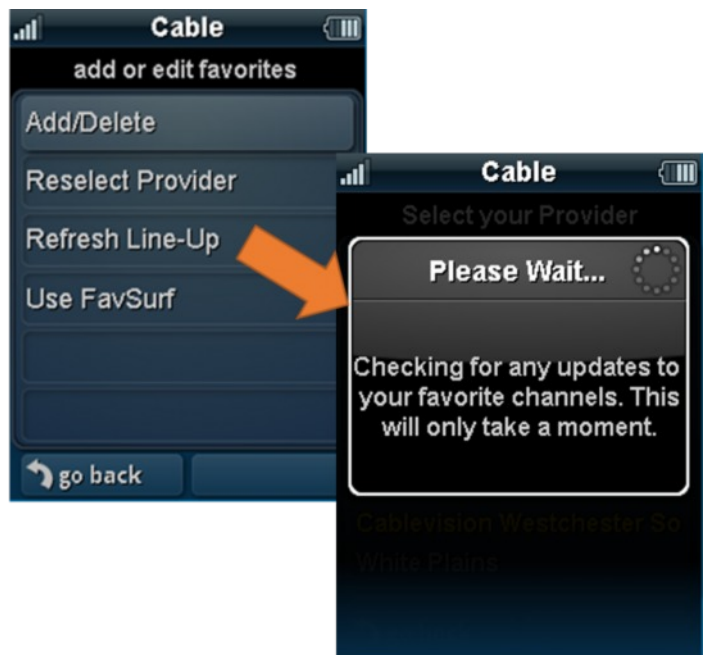 Cable
add or edit favorites
Add/Delete
Reselect Provider
Refresh Line-Up
Use FavSurf
go back
Cable
Select your Provider
Please Wait...
Checking for any updates to
your favorite channels. This
will only take a moment.
Cablevision Westchester So
White Plains